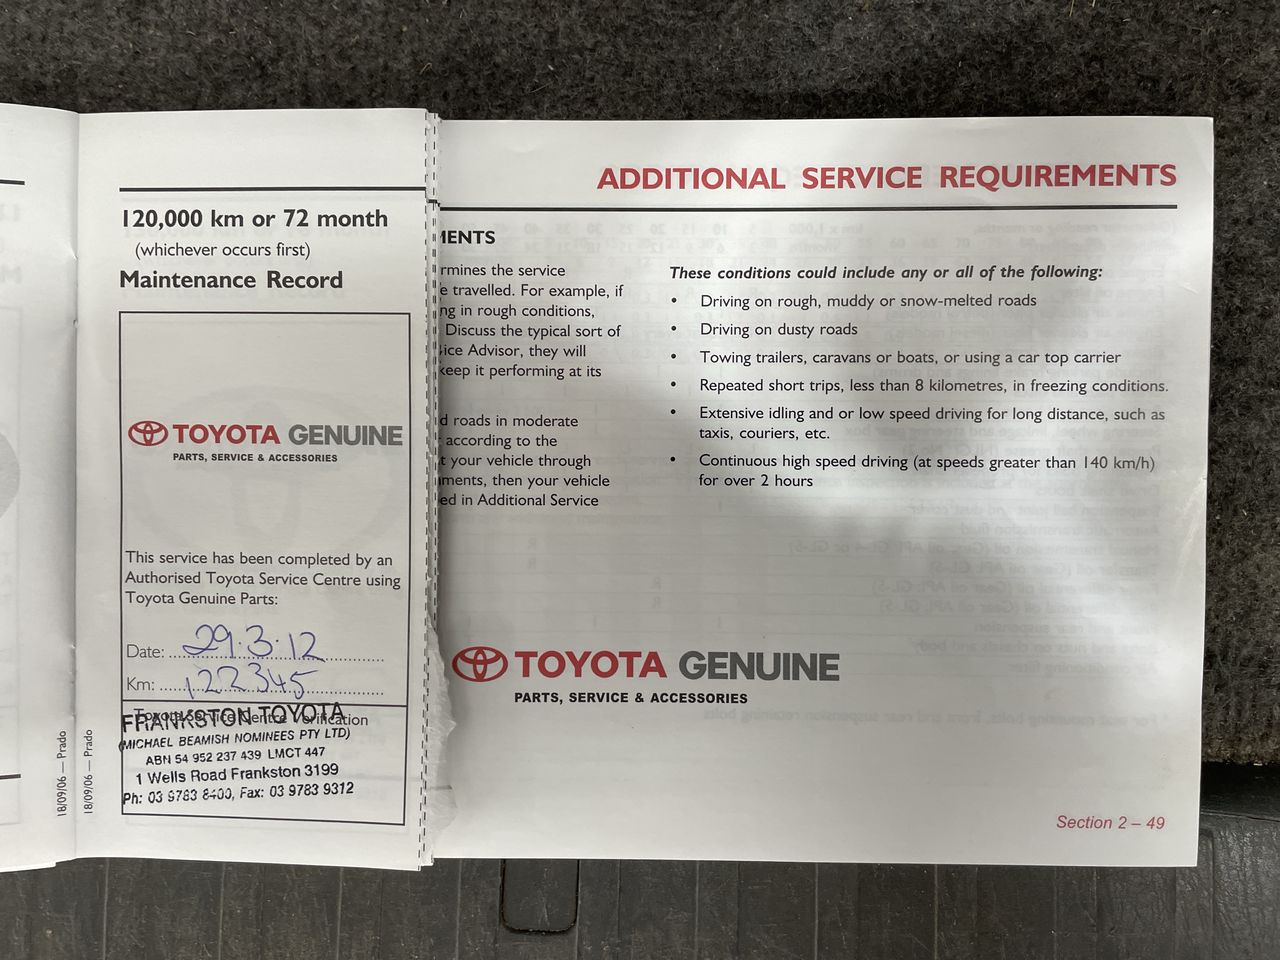 120,000 km or 72 month
(whichever occurs first)
Maintenance Record
TOYOTA GENUINE
PARTS, SERVICE & ACCESSORIES
This service has been completed by an
Authorised Toyota Service Centre using
Toyota Genuine Parts:
Date: 29.3.12
Km: 122345
Toyota Service Centre Verification
FRANKSTON TOYOTA
(MICHAEL BEAMISH NOMINEES PTY LTD)
ABN 54 952 237 439 LMCT 447
1 Wells Road Frankston 3199
Ph: 03 9783 8400, Fax: 03 9783 9312
18/09/06 — Prado
18/09/06 — Prado
ADDITIONAL SERVICE REQUIREMENTS
MENTS
rmines the service
e travelled. For example, if
ng in rough conditions,
Discuss the typical sort of
ice Advisor, they will
keep it performing at its
d roads in moderate
according to the
t your vehicle through
ments, then your vehicle
ed in Additional Service
These conditions could include any or all of the following:
• Driving on rough, muddy or snow-melted roads
• Driving on dusty roads
• Towing trailers, caravans or boats, or using a car top carrier
• Repeated short trips, less than 8 kilometres, in freezing conditions.
• Extensive idling and or low speed driving for long distance, such as
taxis, couriers, etc.
• Continuous high speed driving (at speeds greater than 140 km/h)
for over 2 hours
TOYOTA GENUINE
PARTS, SERVICE & ACCESSORIES
Section 2 – 49